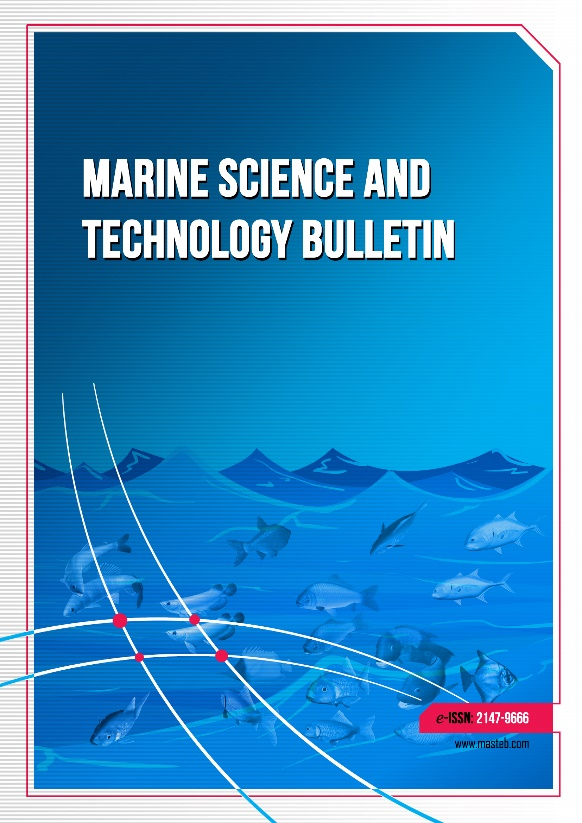 MARINE SCIENCE AND
TECHNOLOGY BULLETIN
e-ISSN: 2147-9666
www.masteb.com